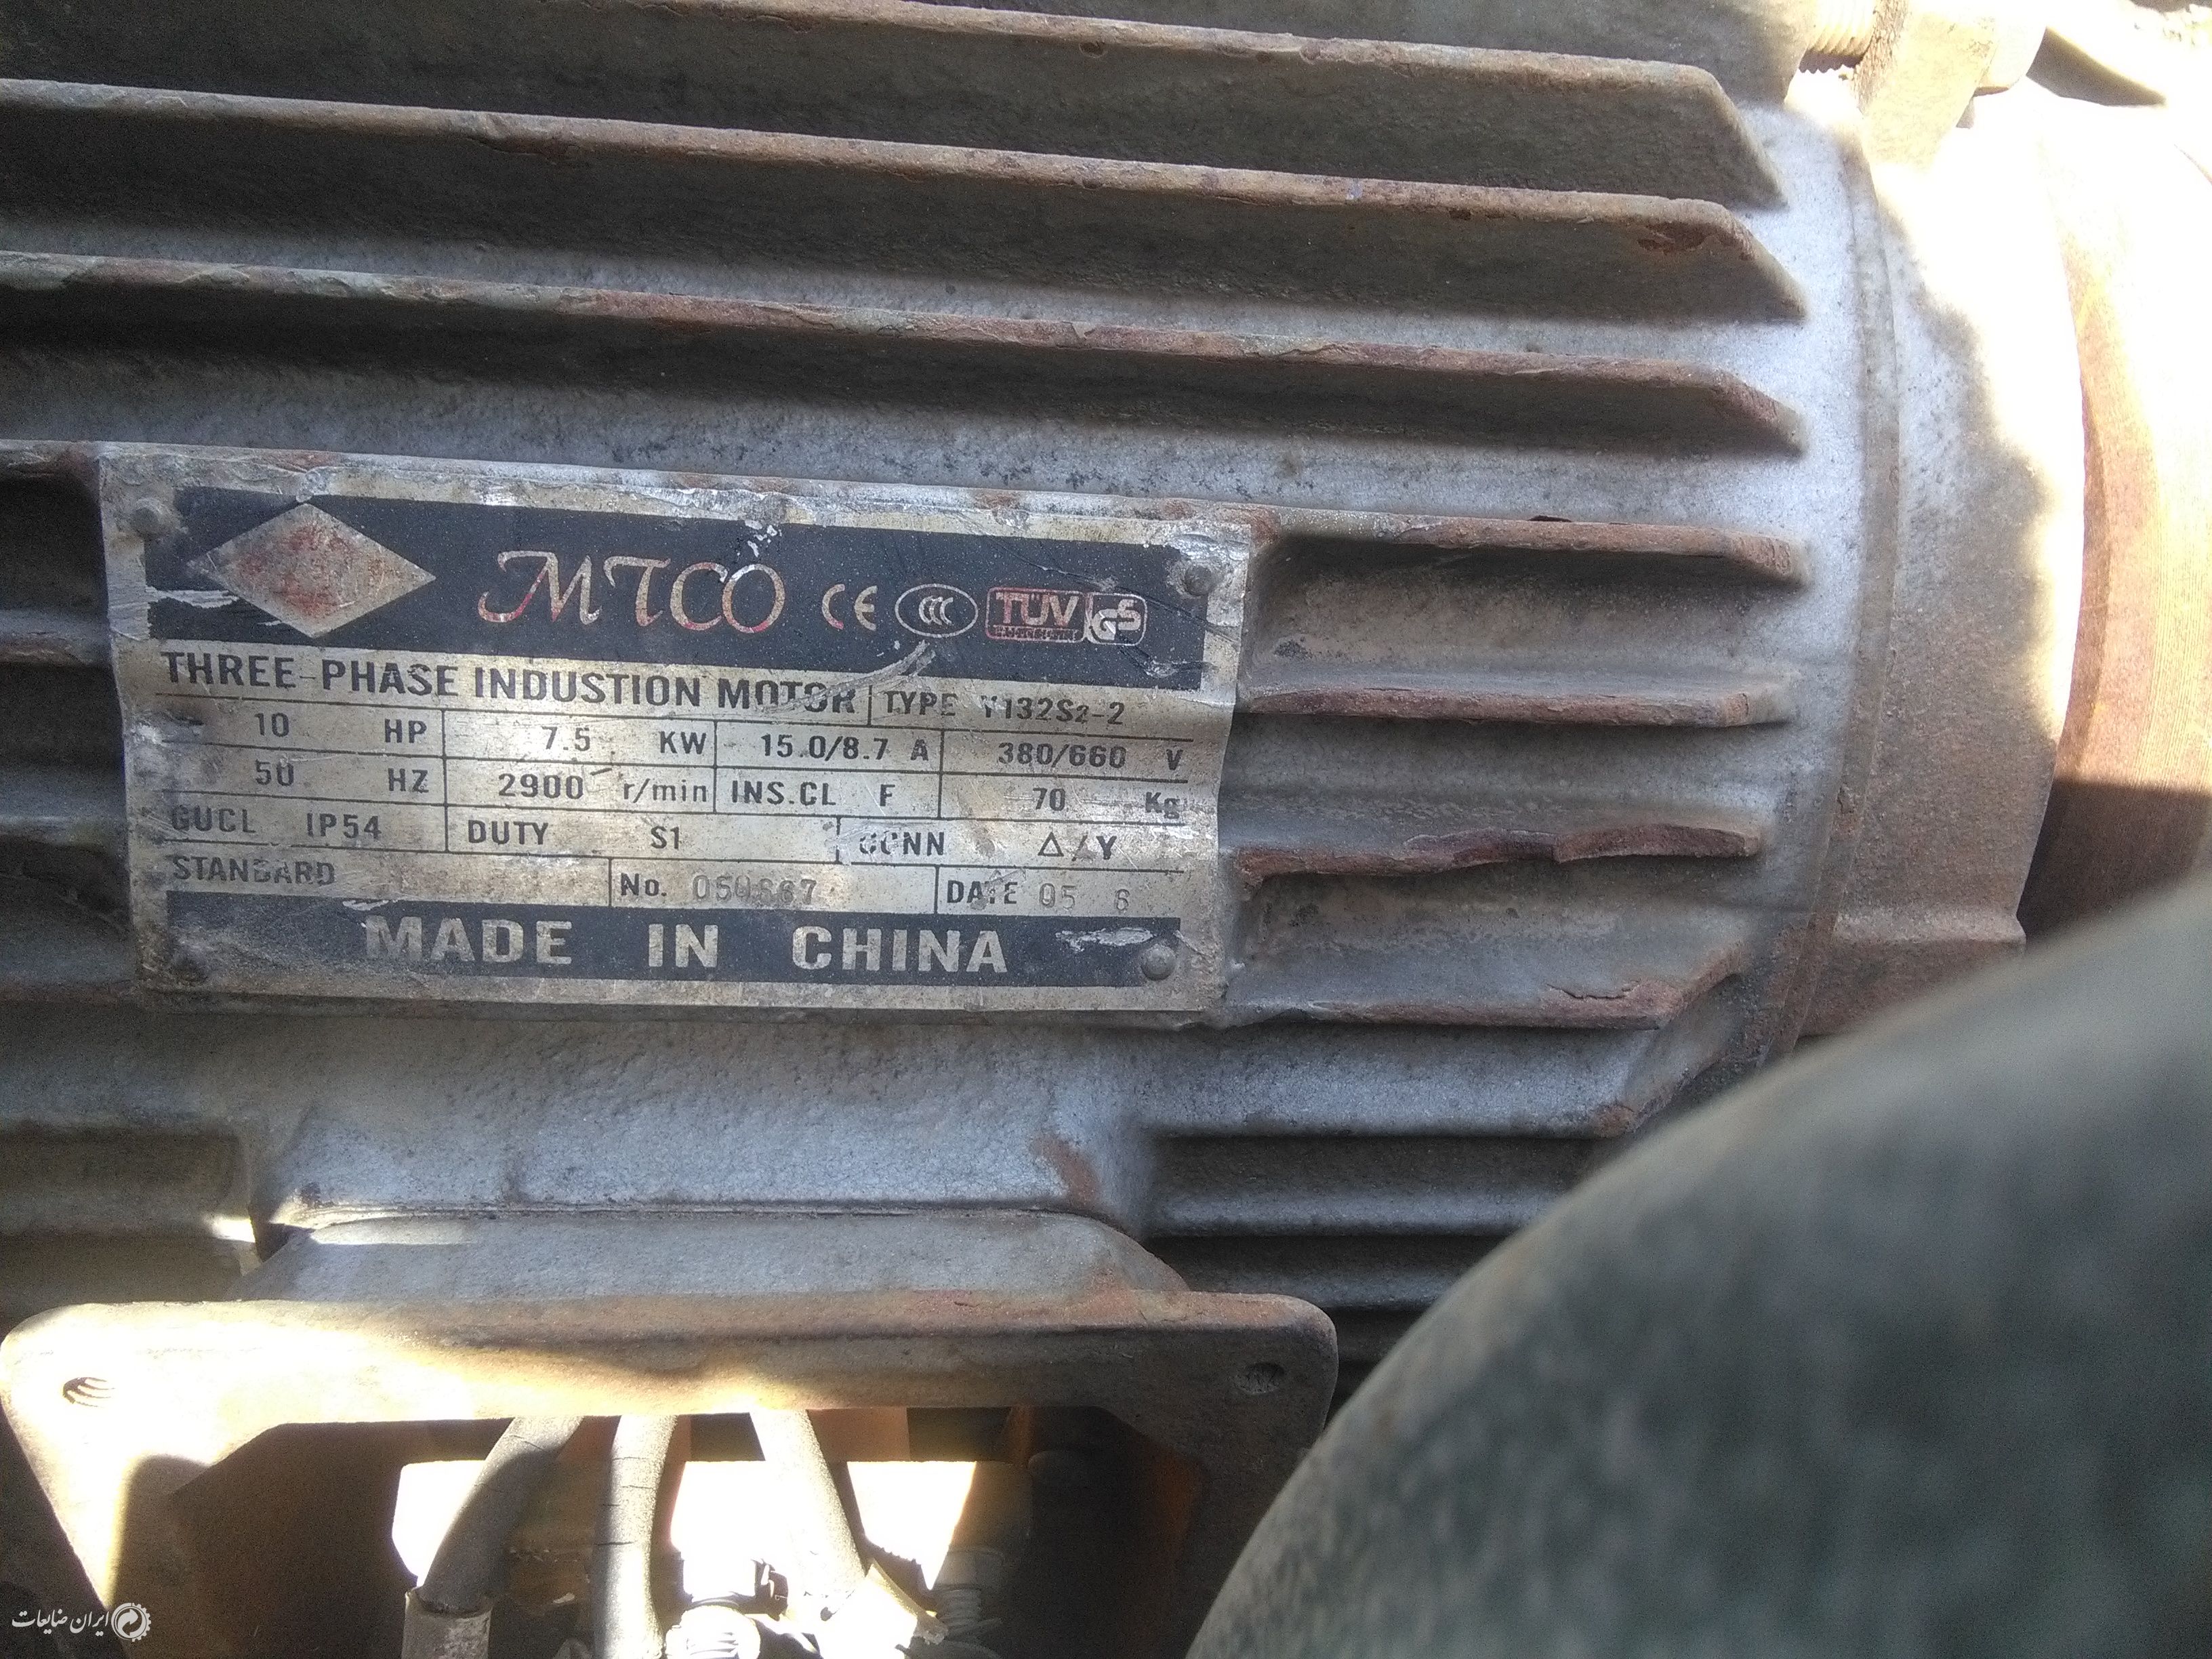 MTCO CE CCC TÜV GS
THREE-PHASE INDUSTION MOTOR TYPE Y132S2-2
10 HP 7.5 KW 15.0/8.7 A 380/660 V
50 HZ 2900 r/min INS.CL F 70 Kg
GUCL IP54 DUTY S1 CONN △/Y
STANDARD No. DATE 05 6
MADE IN CHINA
ایران ضایعات